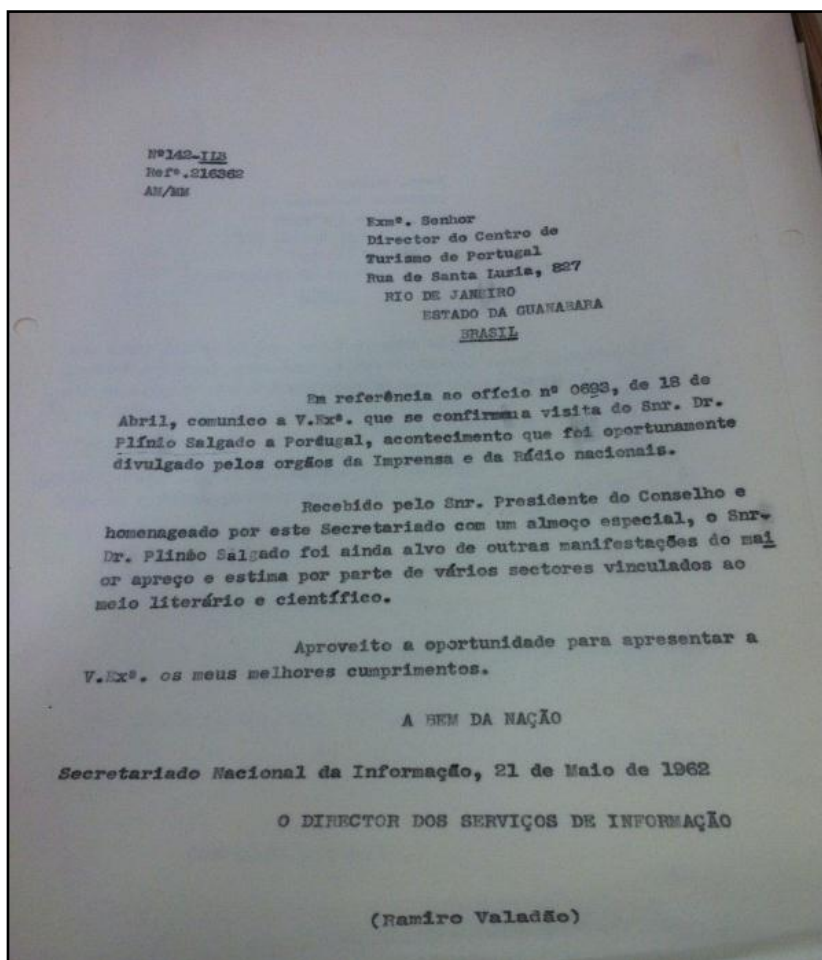 Nº142-IIB
Refª.216362
AM/MM
Exmº. Senhor
Director do Centro de
Turismo de Portugal
Rua de Santa Lusia, 827
RIO DE JANEIRO
ESTADO DA GUANABARA
BRASIL
Em referência ao ofício nº 0693, de 18 de
Abril, comunico a V.Exª. que se confirmou a visita do Snr. Dr.
Plínio Salgado a Pordugal, acontecimento que foi oportunamente
divulgado pelos orgãos da Imprensa e da Rádio nacionais.
Recebido pelo Snr. Presidente do Conselho e
homenageado por este Secretariado com um almoço especial, o Snr.
Dr. Plinio Salgado foi ainda alvo de outras manifestações do mai
or apreço e estima por parte de vários sectores vinculados ao
meio literário e científico.
Aproveito a oportunidade para apresentar a
V.Exª. os meus melhores cumprimentos.
A BEM DA NAÇÃO
Secretariado Nacional da Informação, 21 de Maio de 1962
O DIRECTOR DOS SERVIÇOS DE INFORMAÇÃO
(Ramiro Valadão)